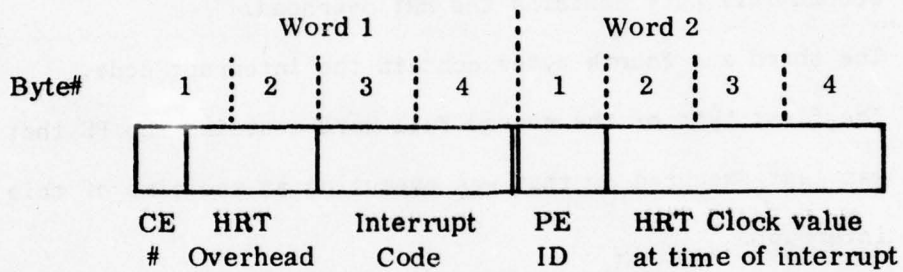 Word 1 Word 2
Byte# 1 2 3 4 1 2 3 4
CE HRT Interrupt PE HRT Clock value
# Overhead Code ID at time of interrupt